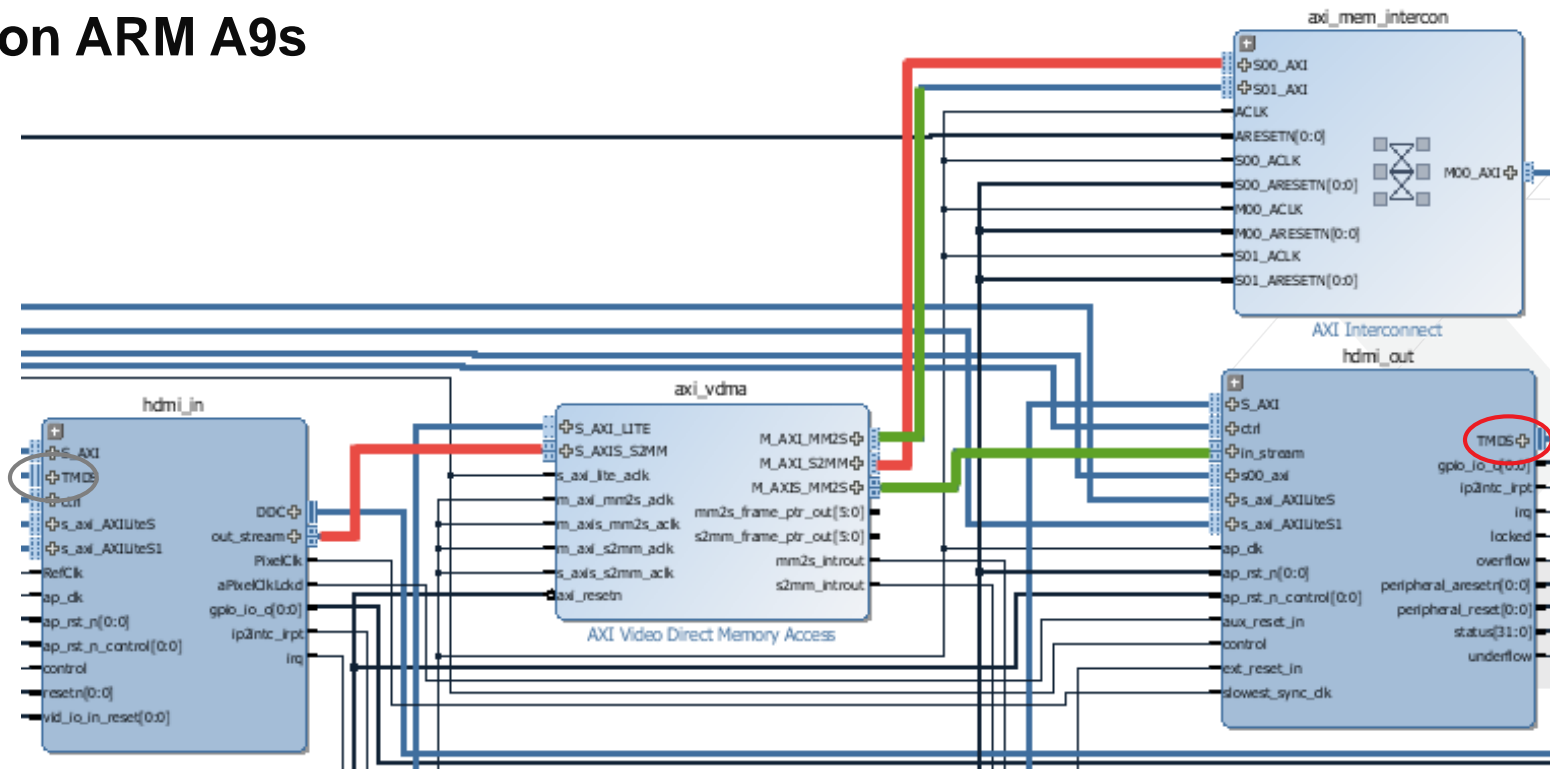 on ARM A9s
axi_mem_intercon
S00_AXI
S01_AXI
ACLK
ARESETN[0:0]
S00_ACLK
S00_ARESETN[0:0]
M00_ACLK
M00_ARESETN[0:0]
S01_ACLK
S01_ARESETN[0:0]
M00_AXI
AXI Interconnect
hdmi_in
S_AXI
TMDS
ctrl
s_axi_AXILiteS
s_axi_AXILiteS1
RefClk
ap_clk
ap_rst_n[0:0]
ap_rst_n_control[0:0]
control
resetn[0:0]
vid_io_in_reset[0:0]
DDC
out_stream
PixelClk
aPixelClkLckd
gpio_io_o[0:0]
ip2intc_irpt
irq
axi_vdma
S_AXI_LITE
S_AXIS_S2MM
s_axi_lite_aclk
m_axi_mm2s_aclk
m_axis_mm2s_aclk
m_axi_s2mm_aclk
s_axis_s2mm_aclk
axi_resetn
M_AXI_MM2S
M_AXI_S2MM
M_AXIS_MM2S
mm2s_frame_ptr_out[5:0]
s2mm_frame_ptr_out[5:0]
mm2s_introut
s2mm_introut
AXI Video Direct Memory Access
hdmi_out
S_AXI
ctrl
in_stream
s00_axi
s_axi_AXILiteS
s_axi_AXILiteS1
ap_clk
ap_rst_n[0:0]
ap_rst_n_control[0:0]
aux_reset_in
control
ext_reset_in
slowest_sync_clk
TMDS
gpio_io_o[0:0]
ip2intc_irpt
irq
locked
overflow
peripheral_aresetn[0:0]
peripheral_reset[0:0]
status[31:0]
underflow